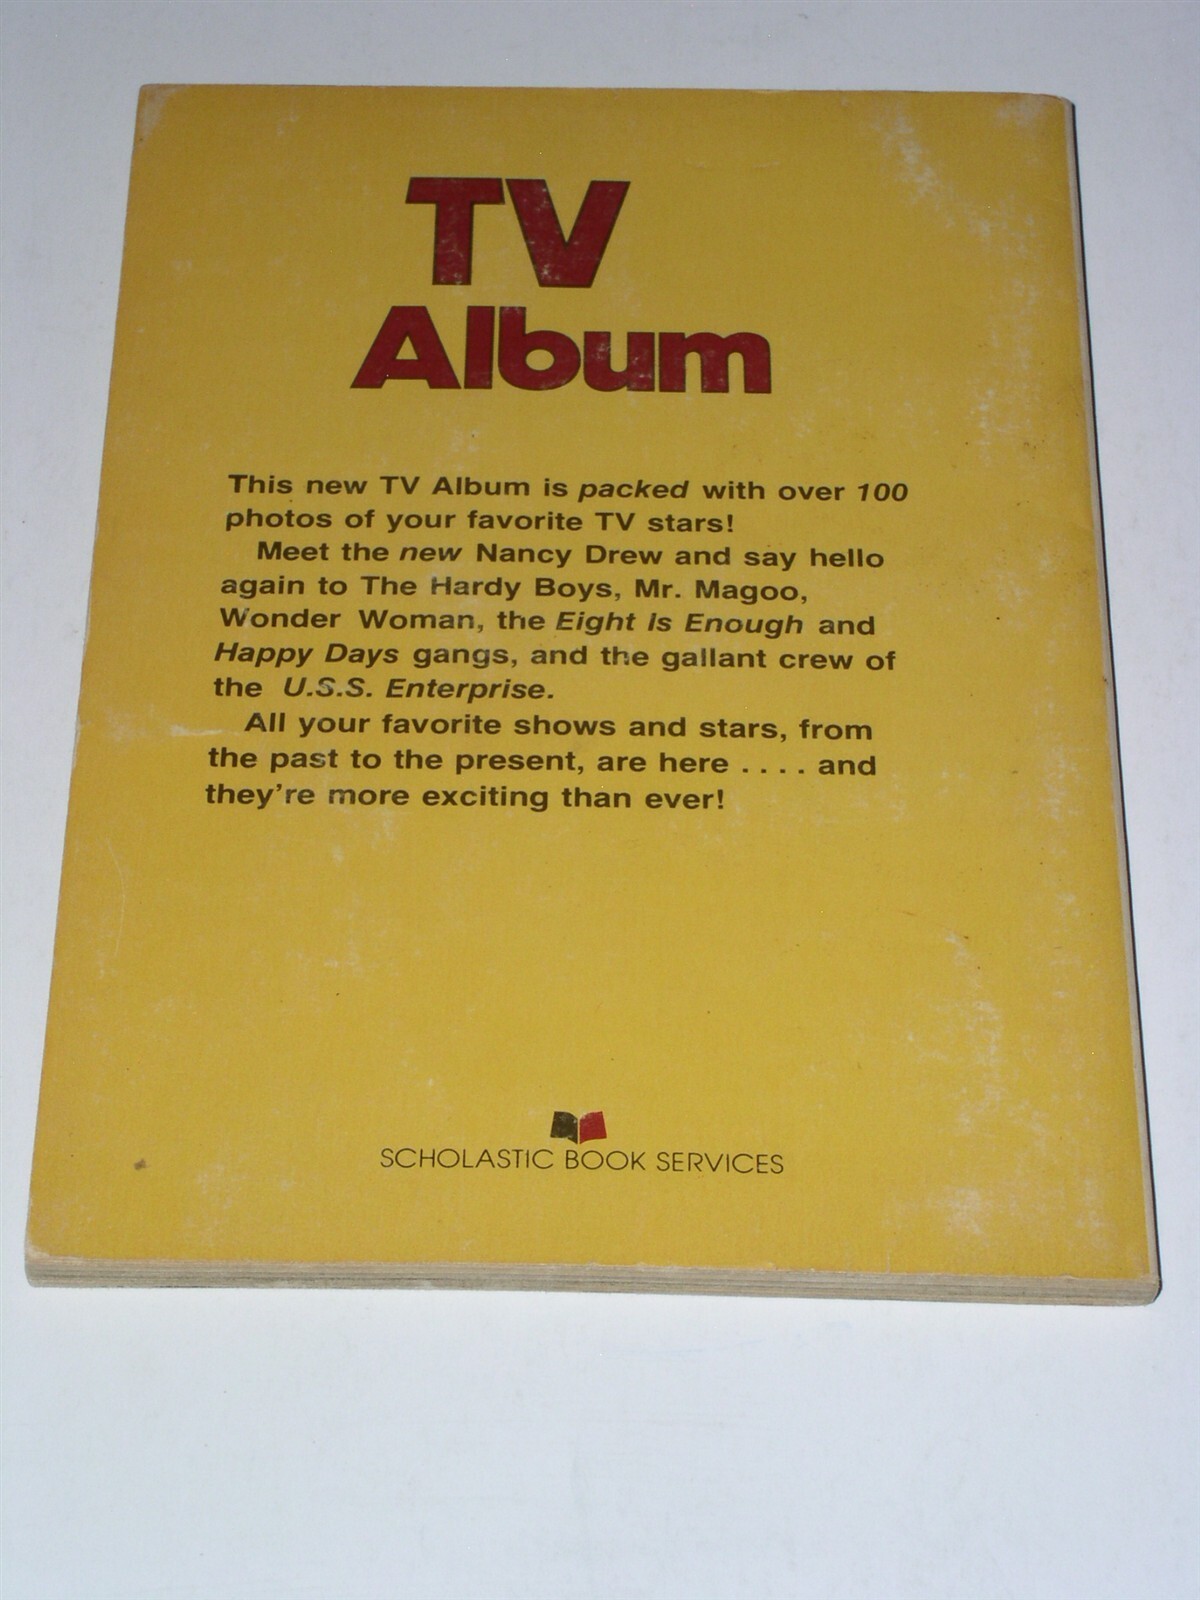 TV
Album
This new TV Album is packed with over 100
photos of your favorite TV stars!
Meet the new Nancy Drew and say hello
again to The Hardy Boys, Mr. Magoo,
Wonder Woman, the Eight Is Enough and
Happy Days gangs, and the gallant crew of
the U.S.S. Enterprise.
All your favorite shows and stars, from
the past to the present, are here . . . . and
they're more exciting than ever!
SCHOLASTIC BOOK SERVICES